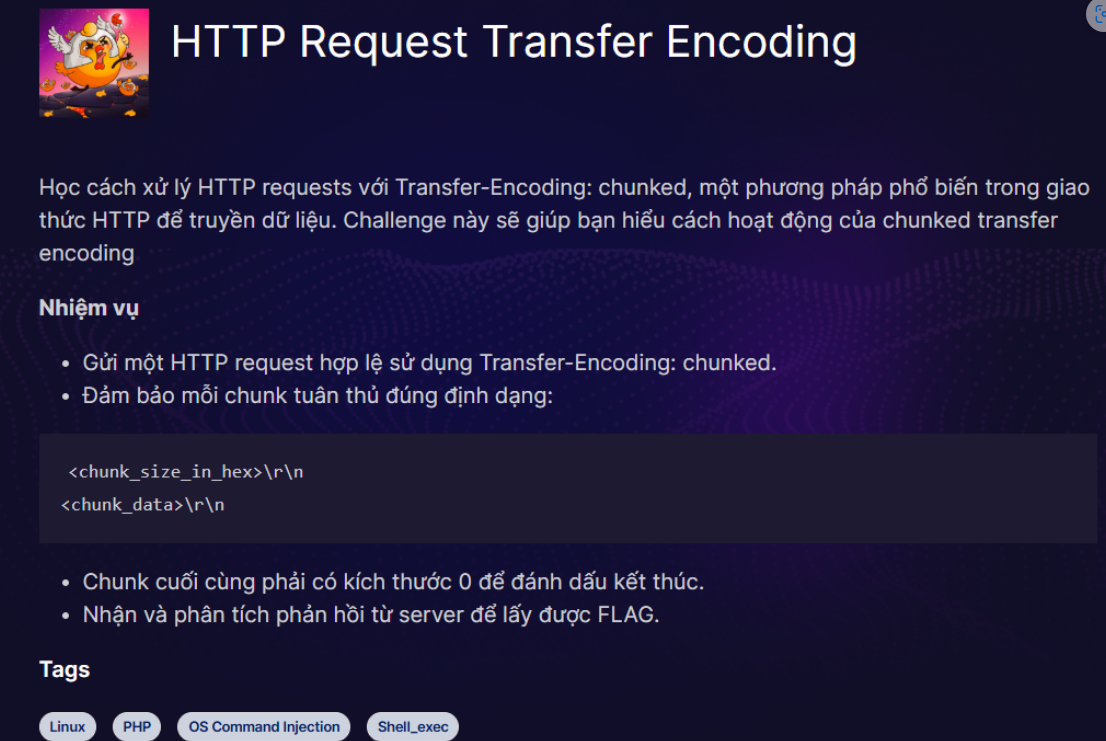 HTTP Request Transfer Encoding
Học cách xử lý HTTP requests với Transfer-Encoding: chunked, một phương pháp phổ biến trong giao
thức HTTP để truyền dữ liệu. Challenge này sẽ giúp bạn hiểu cách hoạt động của chunked transfer
encoding
Nhiệm vụ
• Gửi một HTTP request hợp lệ sử dụng Transfer-Encoding: chunked.
• Đảm bảo mỗi chunk tuân thủ đúng định dạng:
<chunk_size_in_hex>\r\n
<chunk_data>\r\n
• Chunk cuối cùng phải có kích thước 0 để đánh dấu kết thúc.
• Nhận và phân tích phản hồi từ server để lấy được FLAG.
Tags
Linux PHP OS Command Injection Shell_exec